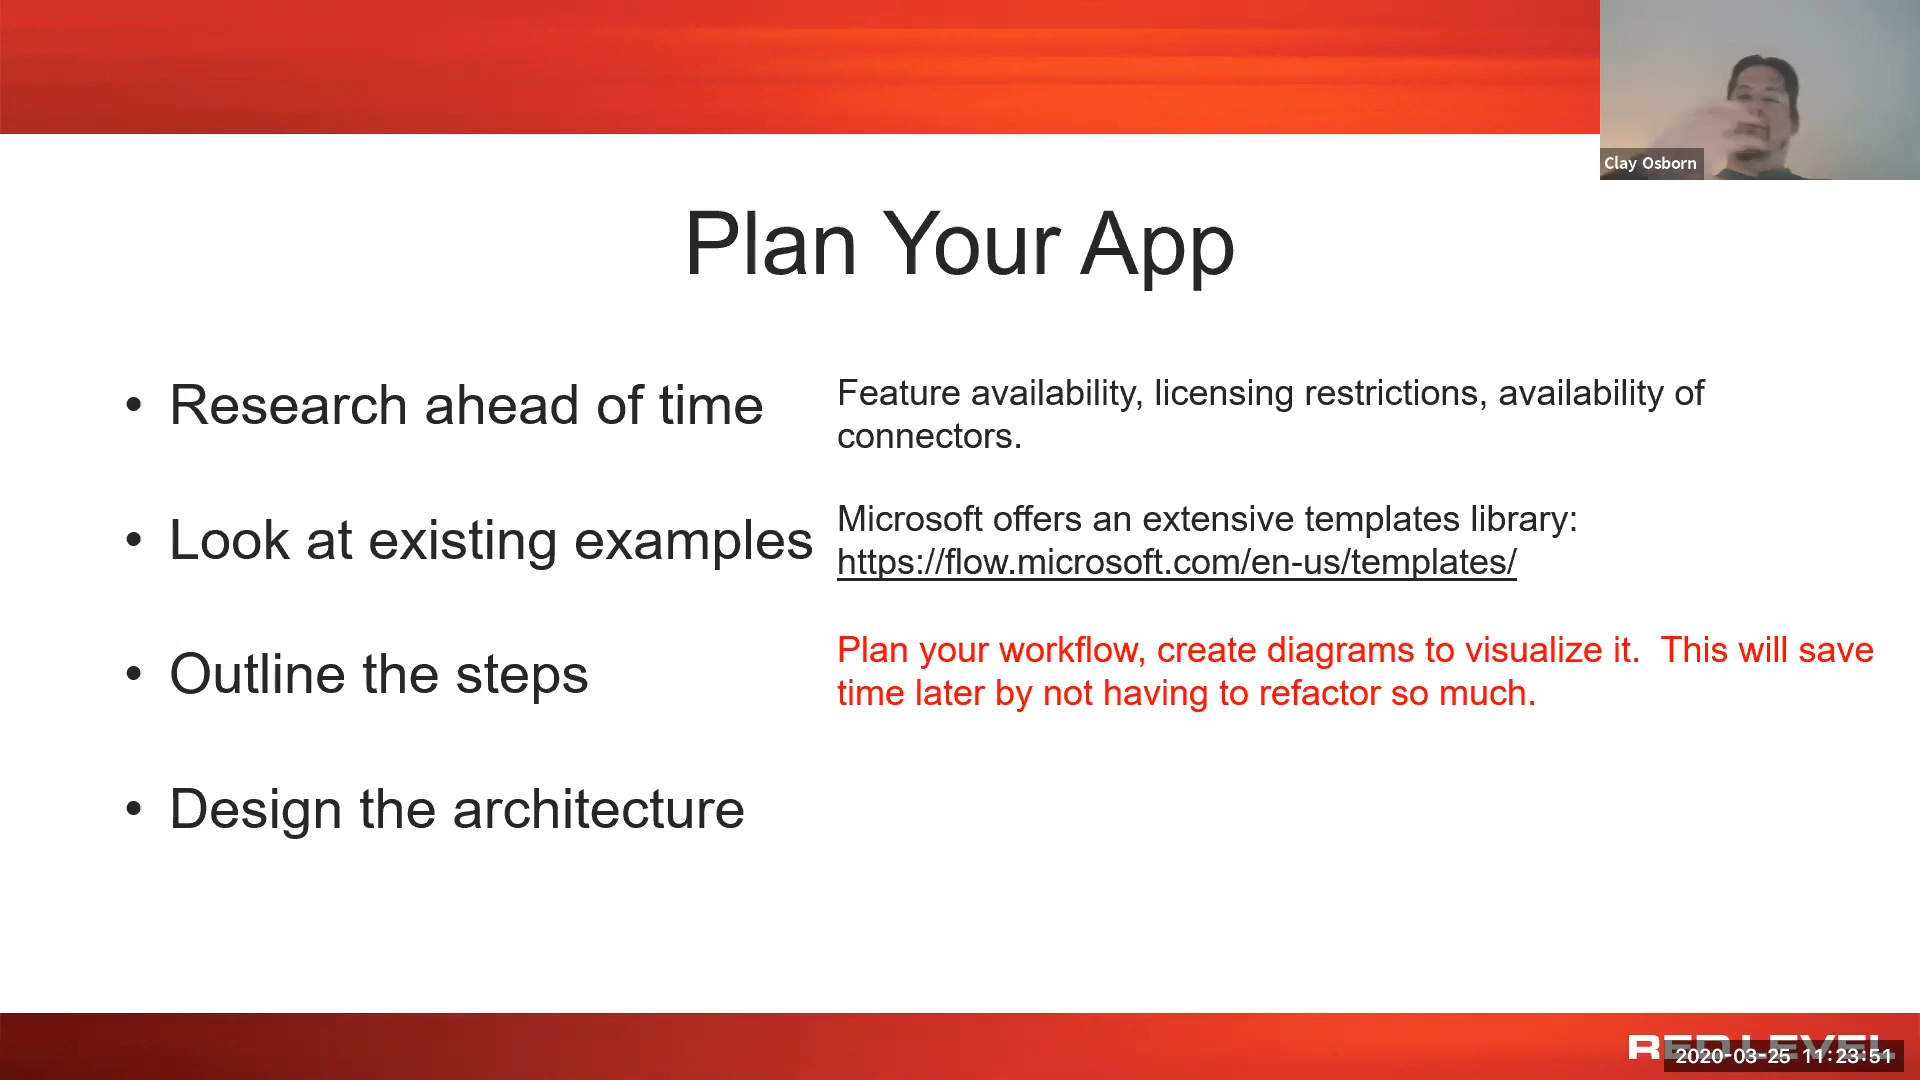 Clay Osborn
Plan Your App
• Research ahead of time
Feature availability, licensing restrictions, availability of
connectors.
• Look at existing examples
Microsoft offers an extensive templates library:
https://flow.microsoft.com/en-us/templates/
• Outline the steps
Plan your workflow, create diagrams to visualize it.  This will save
time later by not having to refactor so much.
• Design the architecture
RED LEVEL
2020-03-25 11:23:51